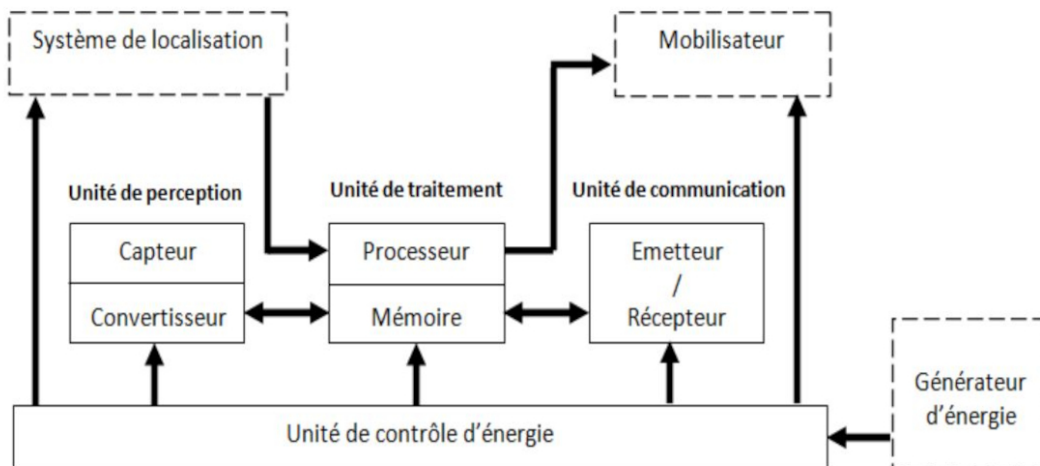 Système de localisation
Mobilisateur
Unité de perception
Unité de traitement
Unité de communication
Capteur
Processeur
Emetteur
/
Récepteur
Convertisseur
Mémoire
Générateur
d'énergie
Unité de contrôle d'énergie